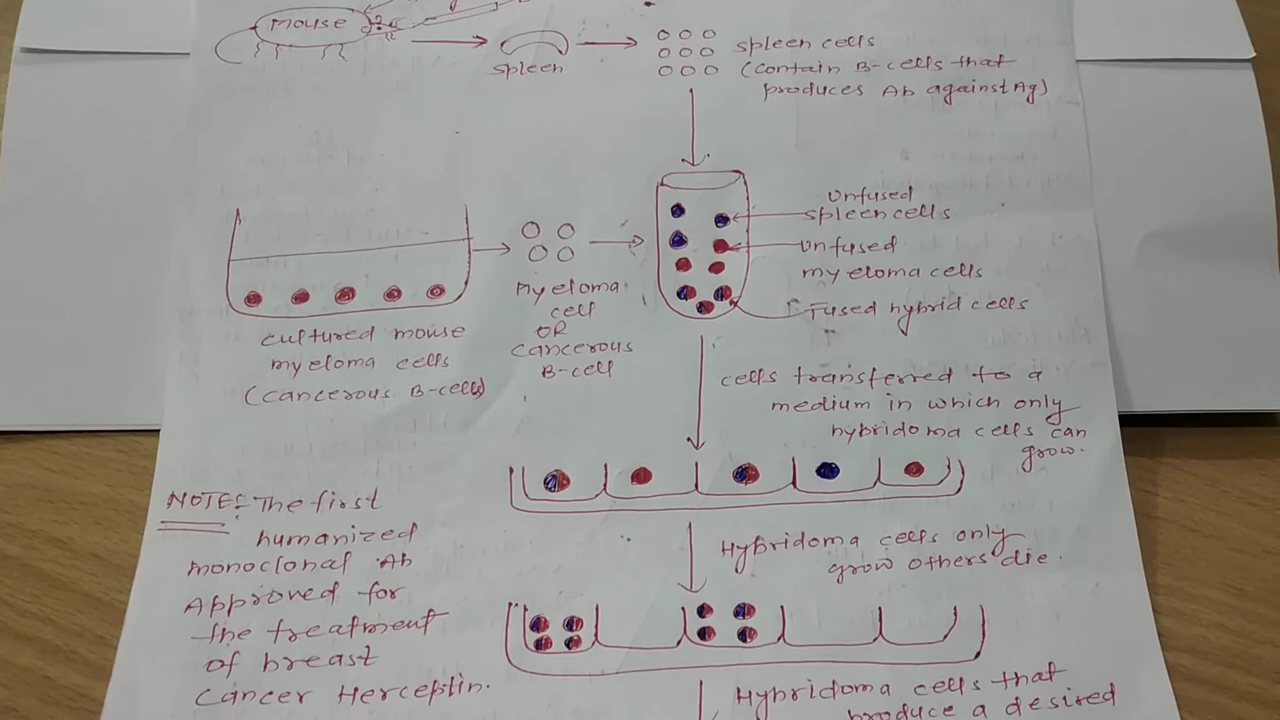 Mouse
spleen
spleen cells
(contain B-cells that
produces Ab against Ag)
Unfused
spleen cells
Unfused
myeloma cells
Fused hybrid cells
Myeloma
cell
OR
cancerous
B-cell
cultured mouse
myeloma cells
(cancerous B-cells)
cells transferred to a
medium in which only
hybridoma cells can
grow.
NOTE: The first
humanized
monoclonal Ab
Approved for
the treatment
of breast
Cancer Herceptin.
Hybridoma cells only
grow others die.
Hybridoma cells that
produce a desired